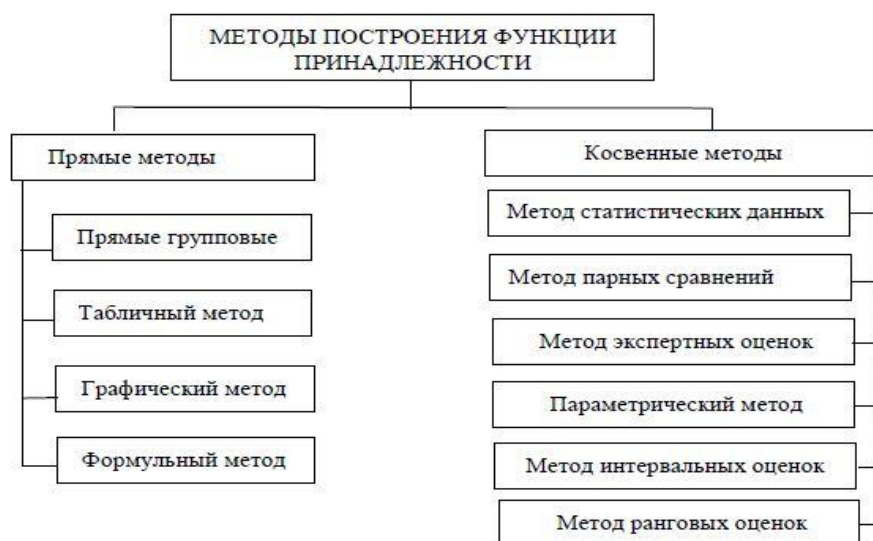 МЕТОДЫ ПОСТРОЕНИЯ ФУНКЦИИ
ПРИНАДЛЕЖНОСТИ
Прямые методы
Прямые групповые
Табличный метод
Графический метод
Формульный метод
Косвенные методы
Метод статистических данных
Метод парных сравнений
Метод экспертных оценок
Параметрический метод
Метод интервальных оценок
Метод ранговых оценок